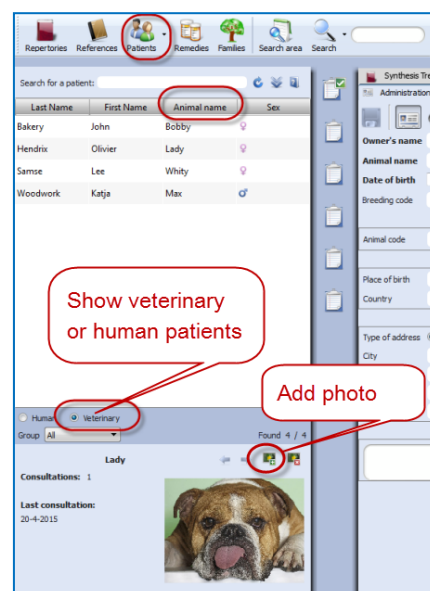 Repertories References Patients Remedies Families Search area Search
Search for a patient:
Last Name First Name Animal name Sex
Bakery John Bobby
Hendrix Olivier Lady
Samse Lee Whity
Woodwork Katja Max
Synthesis Tre
Administration
Owner's name
Animal name
Date of birth
Breeding code
Animal code
Place of birth
Country
Type of address
City
Show veterinary
or human patients
Add photo
Human Veterinary
Group All Found 4 / 4
Lady
Consultations: 1
Last consultation:
20-4-2015